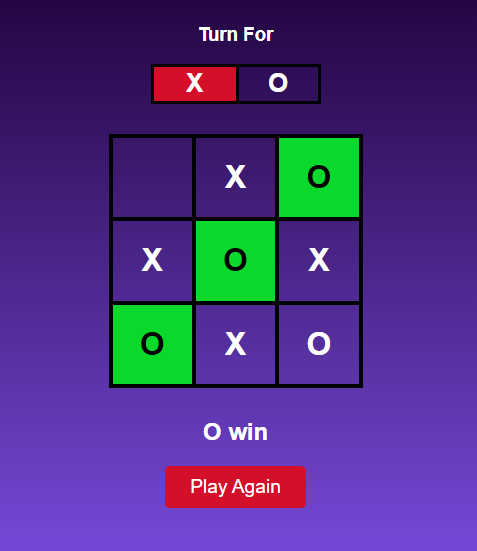 Turn For
X O
X O
X O X
O X O
O win
Play Again